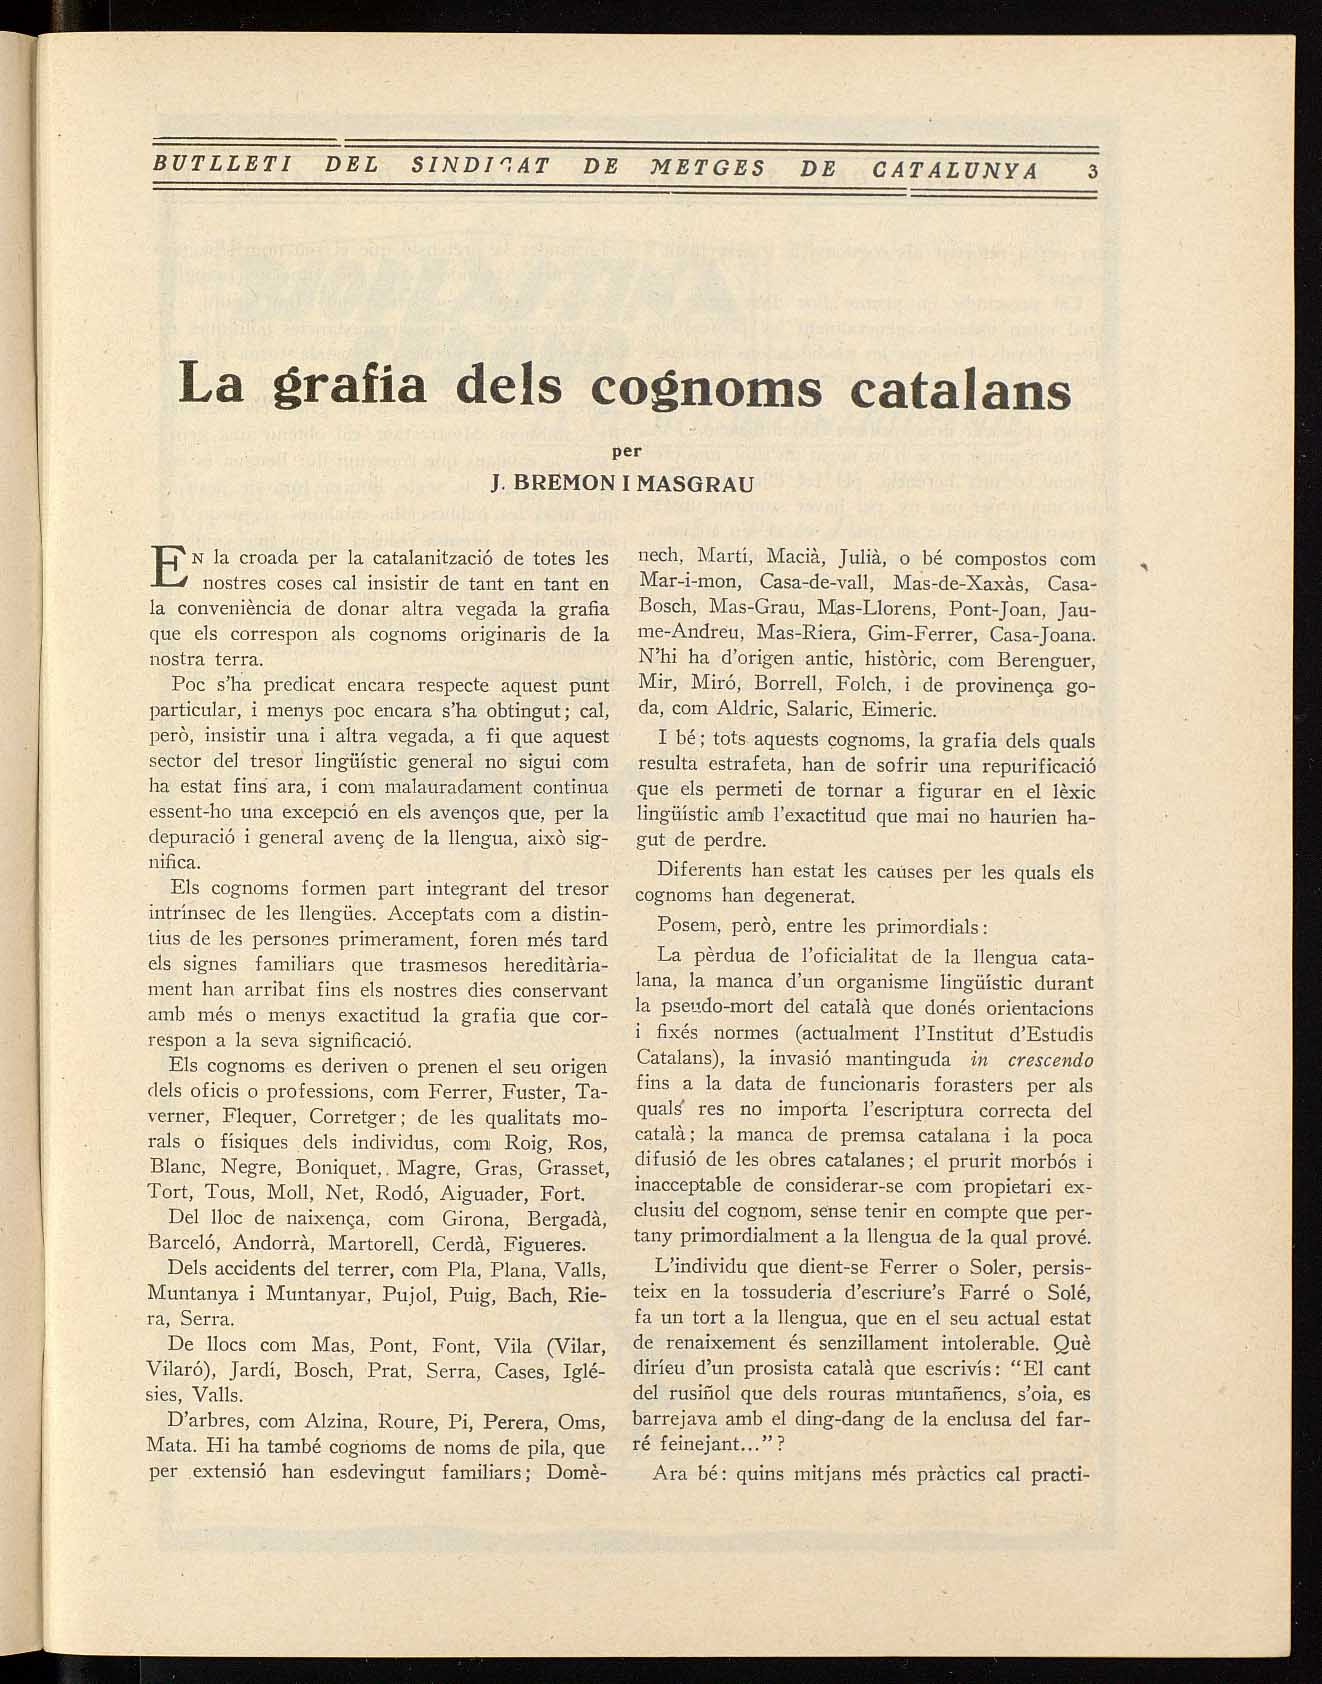 BUTLLETI DEL SINDICAT DE METGES DE CATALUNYA 3
La grafia dels cognoms catalans
per
J. BREMON I MASGRAU
EN la croada per la catalanització de totes les
nostres coses cal insistir de tant en tant en
la conveniència de donar altra vegada la grafia
que els correspon als cognoms originaris de la
nostra terra.
Poc s'ha predicat encara respecte aquest punt
particular, i menys poc encara s'ha obtingut; cal,
però, insistir una i altra vegada, a fi que aquest
sector del tresor lingüístic general no sigui com
ha estat fins ara, i com malauradament continua
essent-ho una excepció en els avenços que, per la
depuració i general avenç de la llengua, això sig-
nifica.
Els cognoms formen part integrant del tresor
intrínsec de les llengües. Acceptats com a distin-
tius de les persones primerament, foren més tard
els signes familiars que trasmesos hereditària-
ment han arribat fins els nostres dies conservant
amb més o menys exactitud la grafia que cor-
respon a la seva significació.
Els cognoms es deriven o prenen el seu origen
dels oficis o professions, com Ferrer, Fuster, Ta-
verner, Flequer, Corretger; de les qualitats mo-
rals o físiques dels individus, com Roig, Ros,
Blanc, Negre, Boniquet, Magre, Gras, Grasset,
Tort, Tous, Moll, Net, Rodó, Aiguader, Fort.
Del lloc de naixença, com Girona, Bergadà,
Barceló, Andorrà, Martorell, Cerdà, Figueres.
Dels accidents del terrer, com Pla, Plana, Valls,
Muntanya i Muntanyar, Pujol, Puig, Bach, Rie-
ra, Serra.
De llocs com Mas, Pont, Font, Vila (Vilar,
Vilaró), Jardí, Bosch, Prat, Serra, Cases, Iglé-
sies, Valls.
D'arbres, com Alzina, Roure, Pi, Perera, Oms,
Mata. Hi ha també cognoms de noms de pila, que
per extensió han esdevingut familiars; Domè-
nech, Martí, Macià, Julià, o bé compostos com
Mar-i-mon, Casa-de-vall, Mas-de-Xaxàs, Casa-
Bosch, Mas-Grau, Mas-Llorens, Pont-Joan, Jau-
me-Andreu, Mas-Riera, Gim-Ferrer, Casa-Joana.
N'hi ha d'origen antic, històric, com Berenguer,
Mir, Miró, Borrell, Folch, i de provinença go-
da, com Aldric, Salaric, Eimeric.
I bé; tots aquests cognoms, la grafia dels quals
resulta estrafeta, han de sofrir una repurificació
que els permeti de tornar a figurar en el lèxic
lingüístic amb l'exactitud que mai no haurien ha-
gut de perdre.
Diferents han estat les causes per les quals els
cognoms han degenerat.
Posem, però, entre les primordials:
La pèrdua de l'oficialitat de la llengua cata-
lana, la manca d'un organisme lingüístic durant
la pseudo-mort del català que donés orientacions
i fixés normes (actualment l'Institut d'Estudis
Catalans), la invasió mantinguda in crescendo
fins a la data de funcionaris forasters per als
quals res no importa l'escriptura correcta del
català; la manca de premsa catalana i la poca
difusió de les obres catalanes; el prurit morbós i
inacceptable de considerar-se com propietari ex-
clusiu del cognom, sense tenir en compte que per-
tany primordialment a la llengua de la qual prové.
L'individu que dient-se Ferrer o Soler, persis-
teix en la tossuderia d'escriure's Farré o Solé,
fa un tort a la llengua, que en el seu actual estat
de renaixement és senzillament intolerable. Què
diríeu d'un prosista català que escrivís: "El cant
del rusiñol que dels rouras muntañencs, s'oia, es
barrejava amb el ding-dang de la enclusa del far-
ré feinejant..."?
Ara bé: quins mitjans més pràctics cal practi-